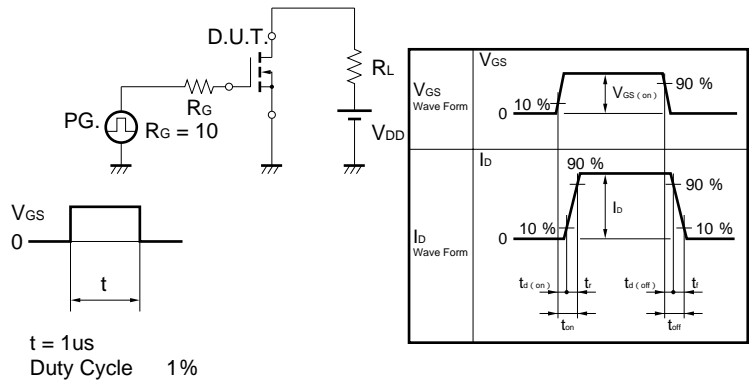 D.U.T.
RL
RG
PG.
RG = 10
VDD
VGS
0
t
t = 1us
Duty Cycle 1%
VGS
Wave Form
VGS
10 %
0
VGS ( on )
90 %
ID
Wave Form
ID
90 %
90 %
ID
0
10 %
10 %
td ( on )
tr
td ( off )
tf
ton
toff